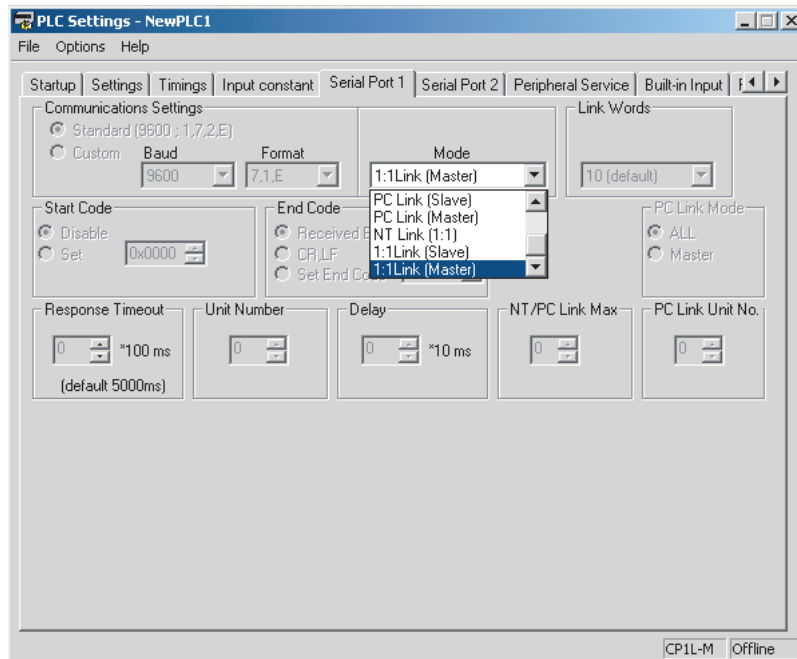 PLC Settings - NewPLC1
File Options Help
Startup Settings Timings Input constant Serial Port 1 Serial Port 2 Peripheral Service Built-in Input
Communications Settings
Standard (9600 ; 1,7,2,E)
Custom Baud Format Mode
9600 7,1,E 1:1Link (Master)
Link Words
10 (default)
PC Link (Slave)
PC Link (Master)
NT Link (1:1)
1:1Link (Slave)
1:1Link (Master)
Start Code
Disable
Set 0x0000
End Code
Received
CR,LF
Set End
PC Link Mode
ALL
Master
Response Timeout Unit Number Delay NT/PC Link Max PC Link Unit No.
0 *100 ms 0 0 *10 ms 0 0
(default 5000ms)
CP1L-M Offline